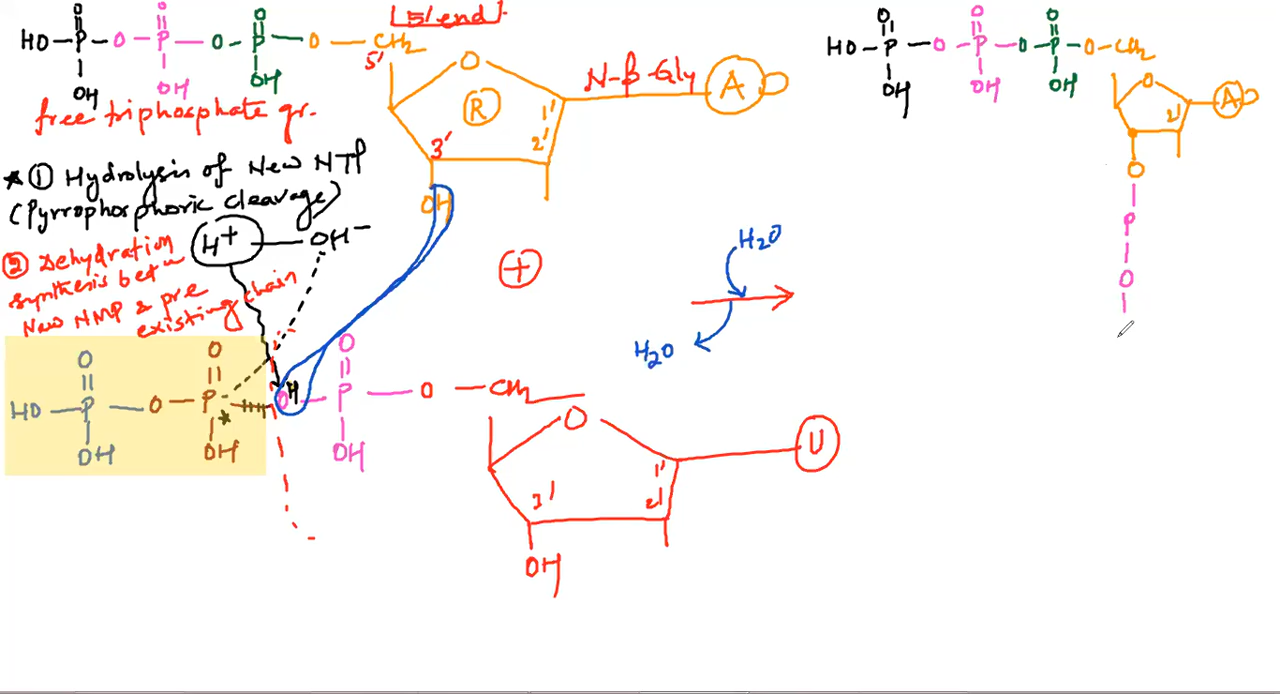 [5' end].
O O O
HO-P-O-P-O-P-O-CH2
5'
OH OH OH
free triphosphate gr.
O
R
1'
2'
3'
OH
N-β-Gly A
* ① Hydrolysis of New NTP
(Pyrrophosphoric cleavage)
H+ OH-
② Dehydration
synthesis betn
New NMP & pre
existing chain
+
H2O
H2O
O O O
HO-P-O-P*-OH-P-O-CH2
OH OH OH
O
1'
2'
3'
OH
U
O O O
HO-P-O-P-O-P-O-CH2
OH OH OH
O
2'
A
O
P
O